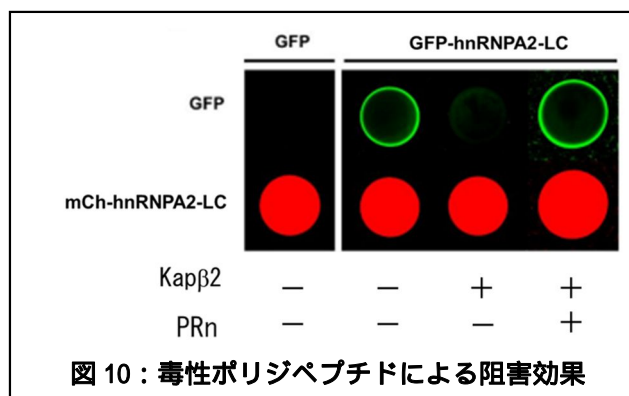 GFP GFP-hnRNPA2-LC
GFP
mCh-hnRNPA2-LC
Kapβ2 − − + +
PRn − − − +
図 10：毒性ポリジペプチドによる阻害効果